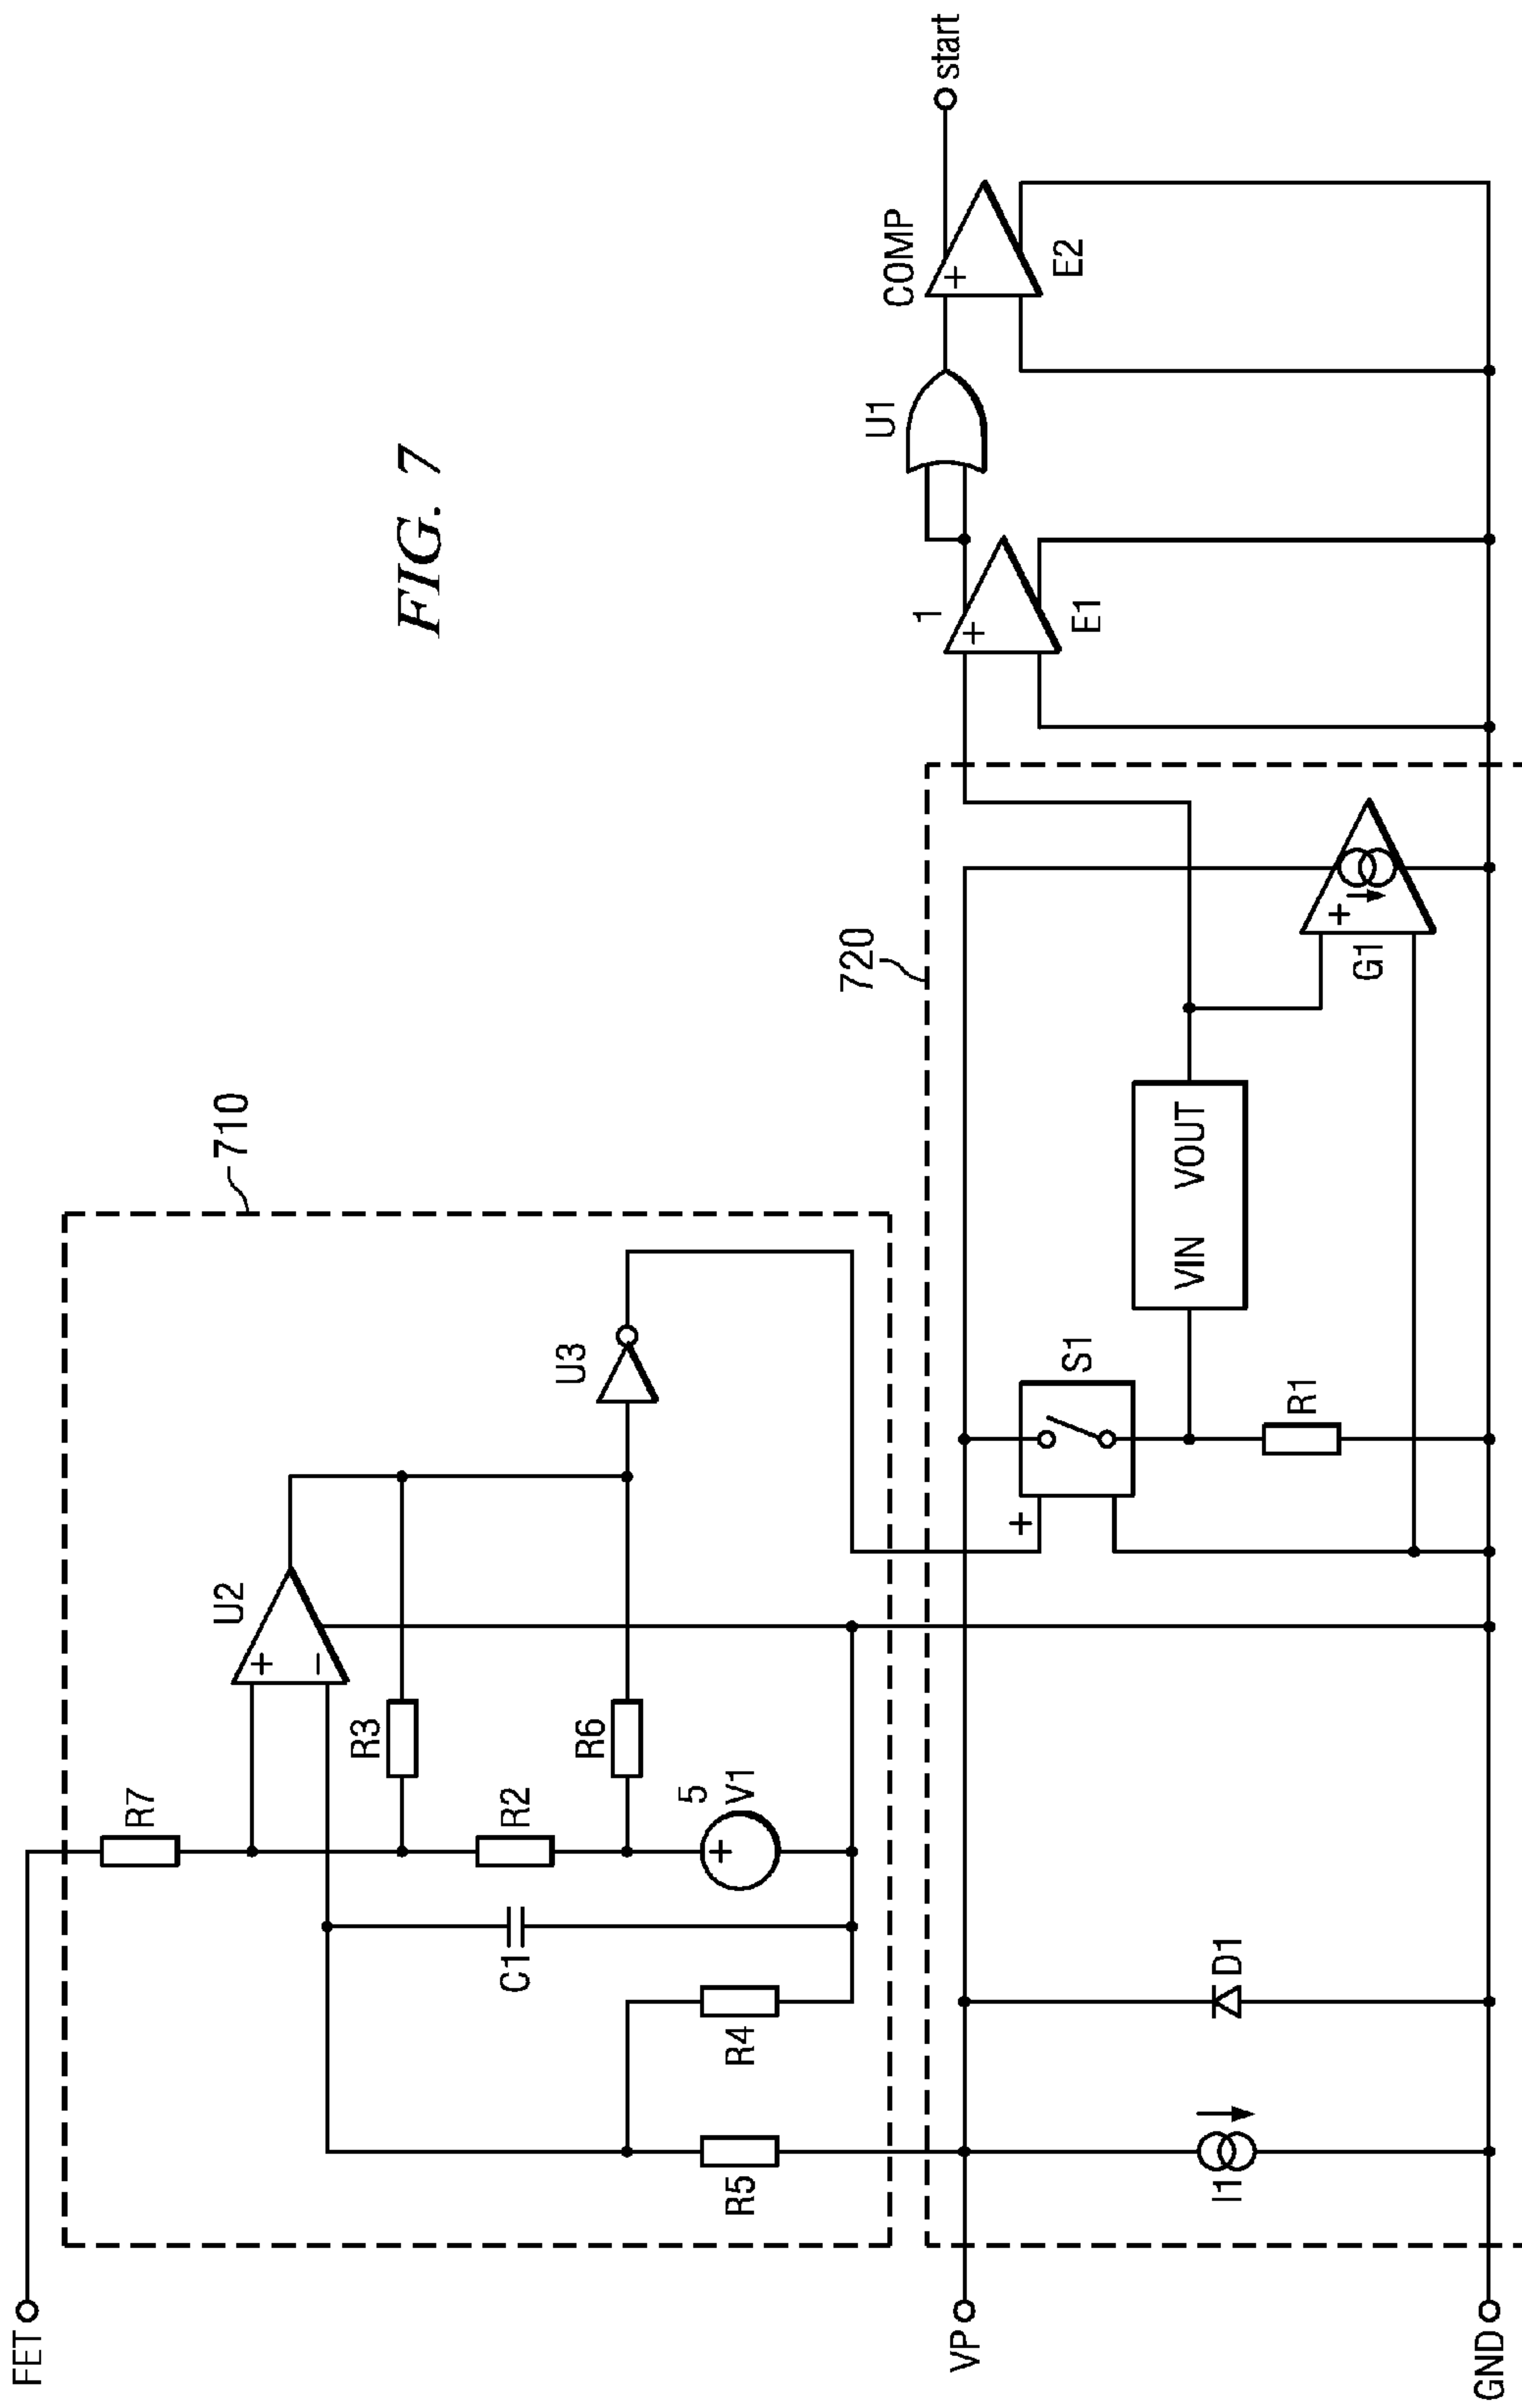 FIG. 7
FET
710
R7
U2
+
−
R3
R2
R6
5
V1
C1
R4
R5
U3
720
VP
I1
D1
+
S1
R1
VIN VOUT
G1
+
1
+
E1
U1
COMP
+
E2
start
GND